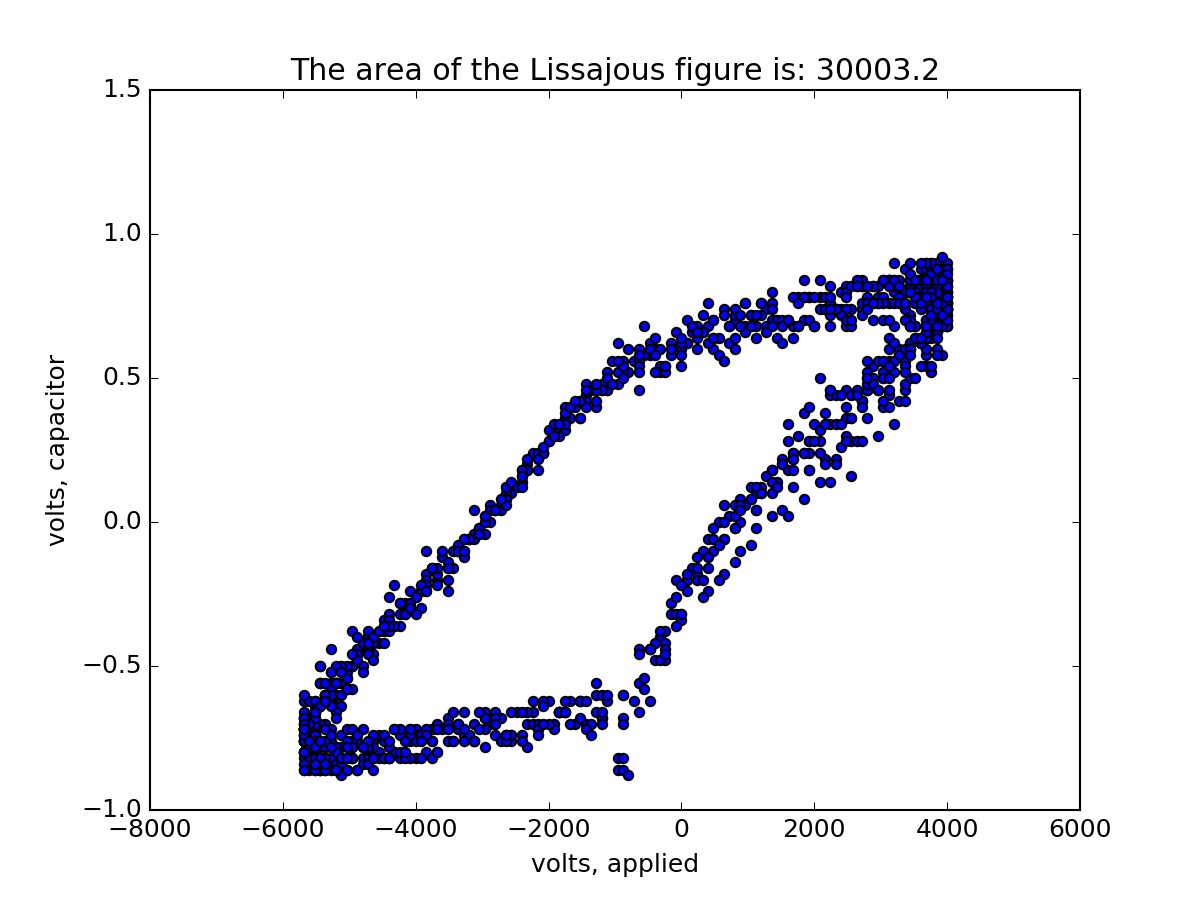 The area of the Lissajous figure is: 30003.2
1.5
1.0
0.5
0.0
−0.5
−1.0
volts, capacitor
−8000 −6000 −4000 −2000 0 2000 4000 6000
volts, applied